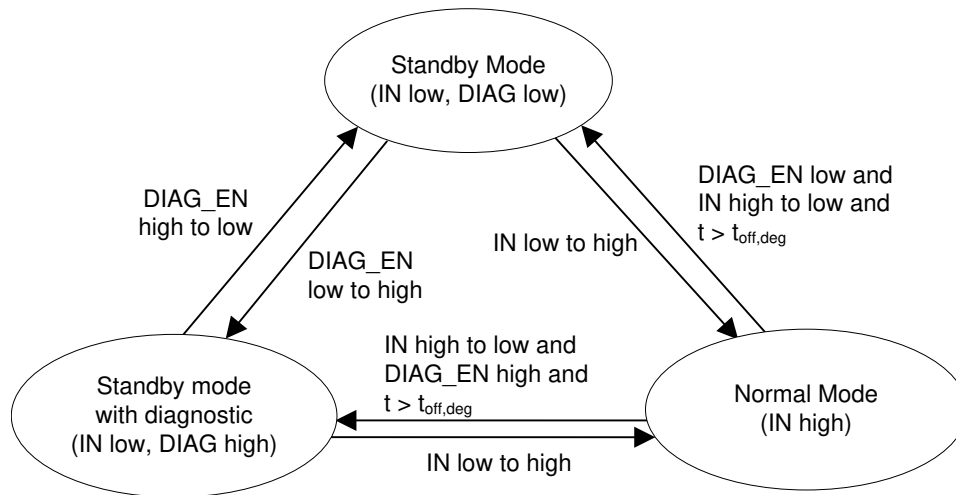 Standby Mode
(IN low, DIAG low)
DIAG_EN
high to low
DIAG_EN
low to high
IN low to high
DIAG_EN low and
IN high to low and
t > toff,deg
Standby mode
with diagnostic
(IN low, DIAG high)
IN high to low and
DIAG_EN high and
t > toff,deg
IN low to high
Normal Mode
(IN high)